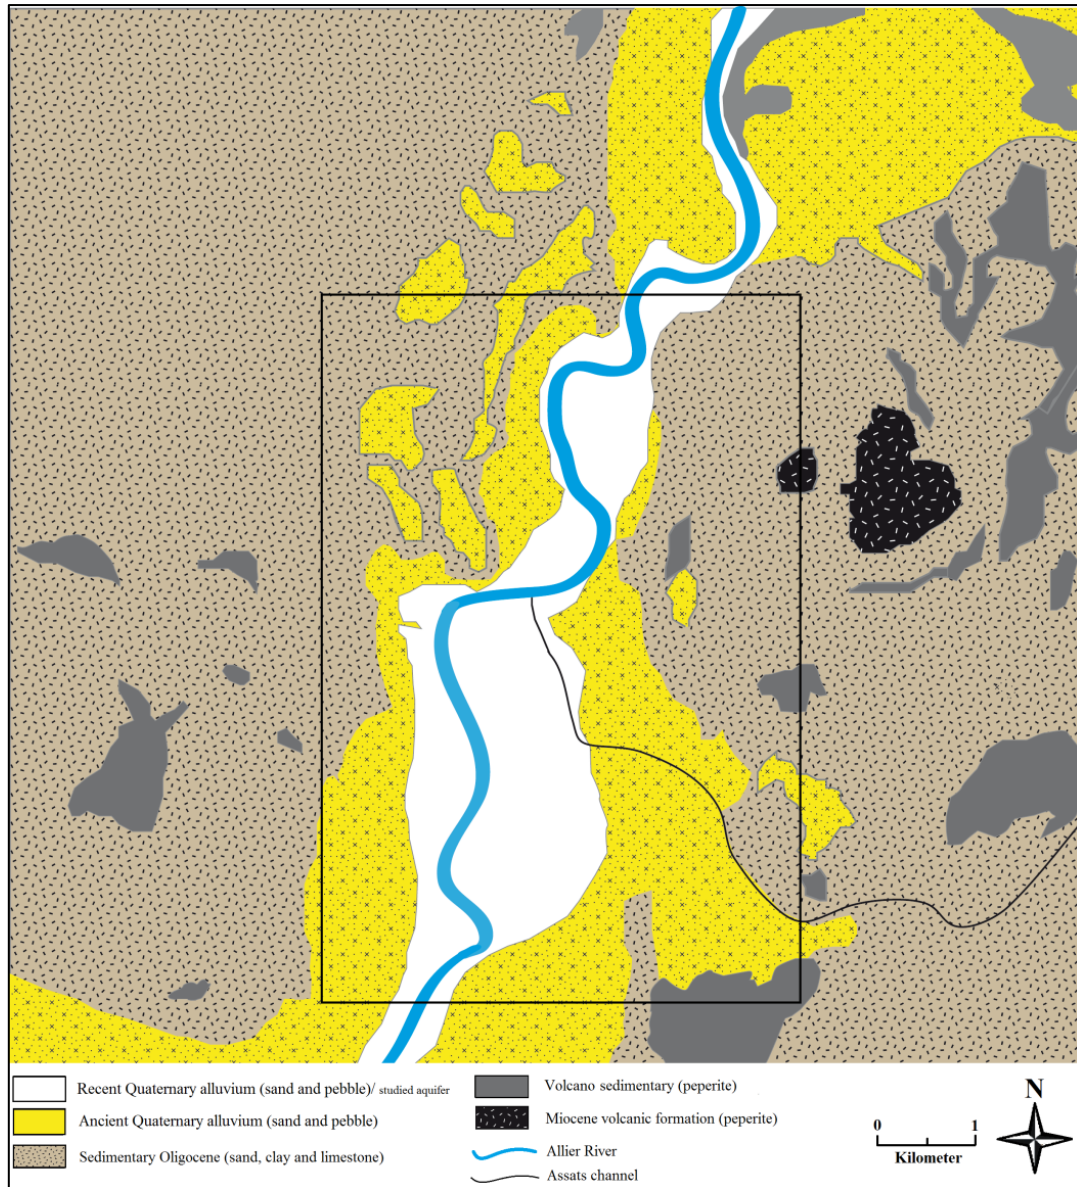 Recent Quaternary alluvium (sand and pebble)/ studied aquifer
Ancient Quaternary alluvium (sand and pebble)
Sedimentary Oligocene (sand, clay and limestone)
Volcano sedimentary (peperite)
Miocene volcanic formation (peperite)
Allier River
Assats channel
0 1
Kilometer
N